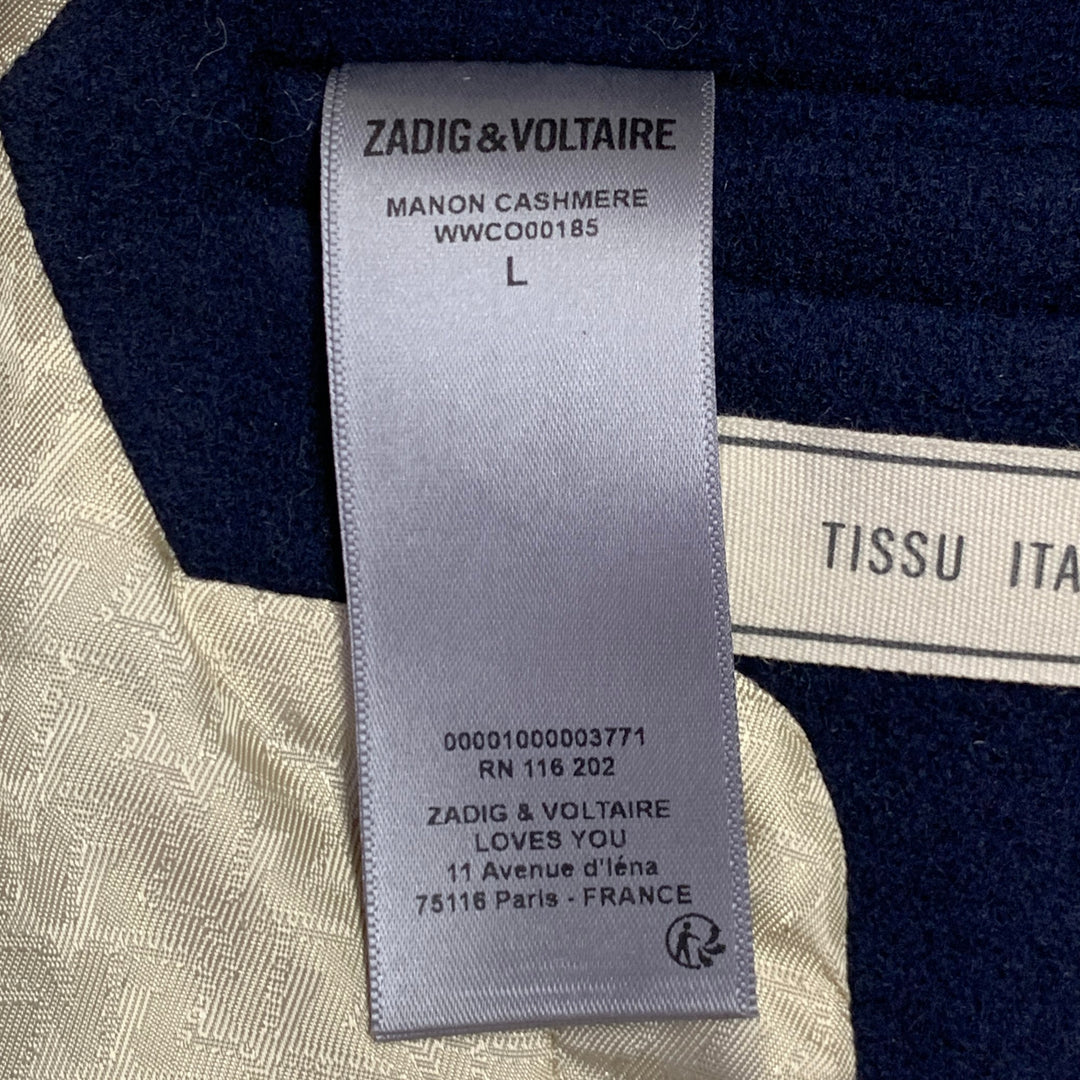 ZADIG&VOLTAIRE
MANON CASHMERE
WWCO00185
L
TISSU ITA
00001000003771
RN 116 202
ZADIG & VOLTAIRE
LOVES YOU
11 Avenue d'Iéna
75116 Paris - FRANCE